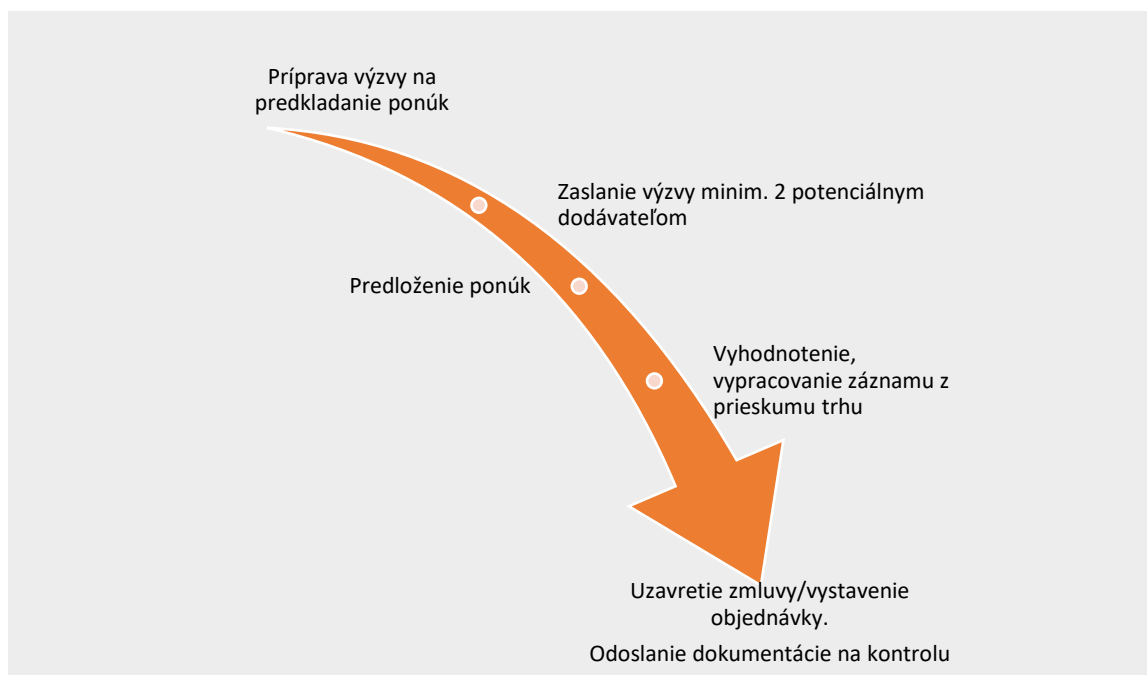 Príprava výzvy na
predkladanie ponúk
Zaslanie výzvy minim. 2 potenciálnym
dodávateľom
Predloženie ponúk
Vyhodnotenie,
vypracovanie záznamu z
prieskumu trhu
Uzavretie zmluvy/vystavenie
objednávky.
Odoslanie dokumentácie na kontrolu